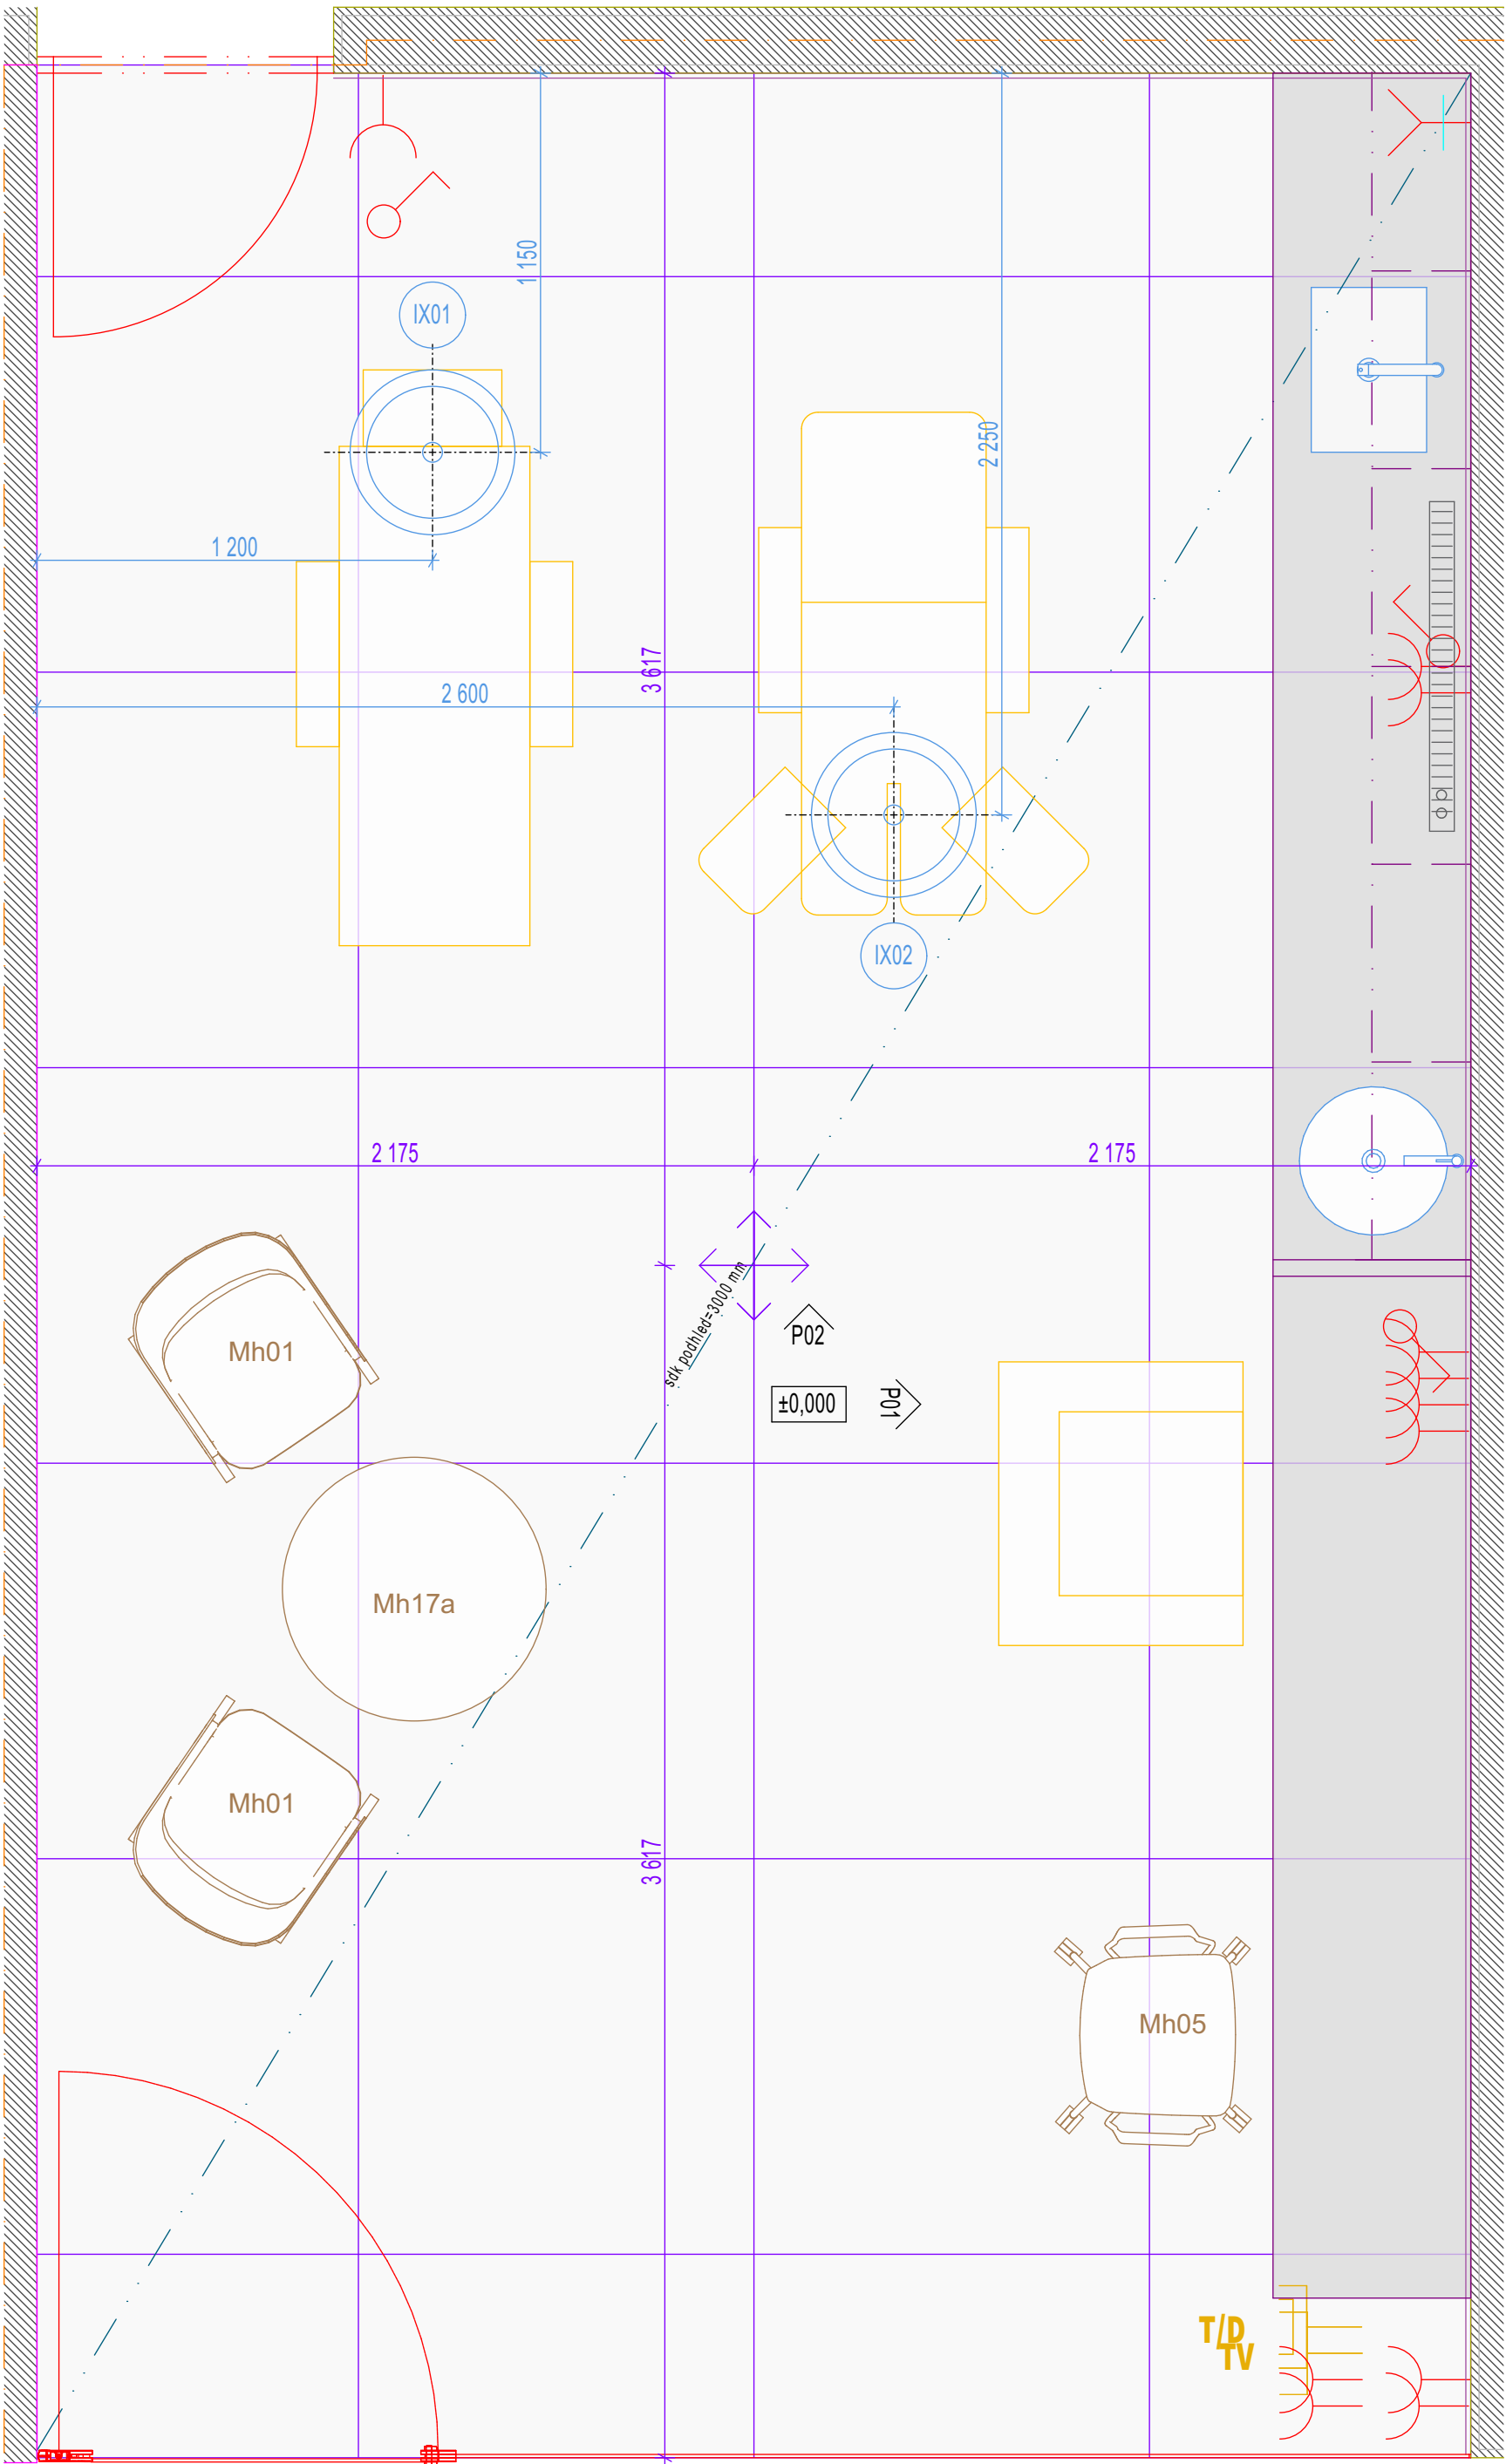 1 150
IX01
2 250
1 200
3 617
2 600
IX02
2 175
2 175
sdk podhled=3000 mm
P02
Mh01
±0,000
P01
Mh17a
Mh01
3 617
Mh05
T/D
TV